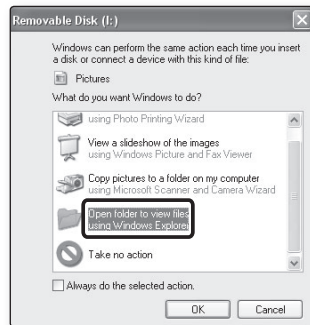 Removable Disk (I:)
Windows can perform the same action each time you insert
a disk or connect a device with this kind of file:
Pictures
What do you want Windows to do?
using Photo Printing Wizard
View a slideshow of the images
using Windows Picture and Fax Viewer
Copy pictures to a folder on my computer
using Microsoft Scanner and Camera Wizard
Open folder to view files
using Windows Explorer
Take no action
Always do the selected action.
OK
Cancel